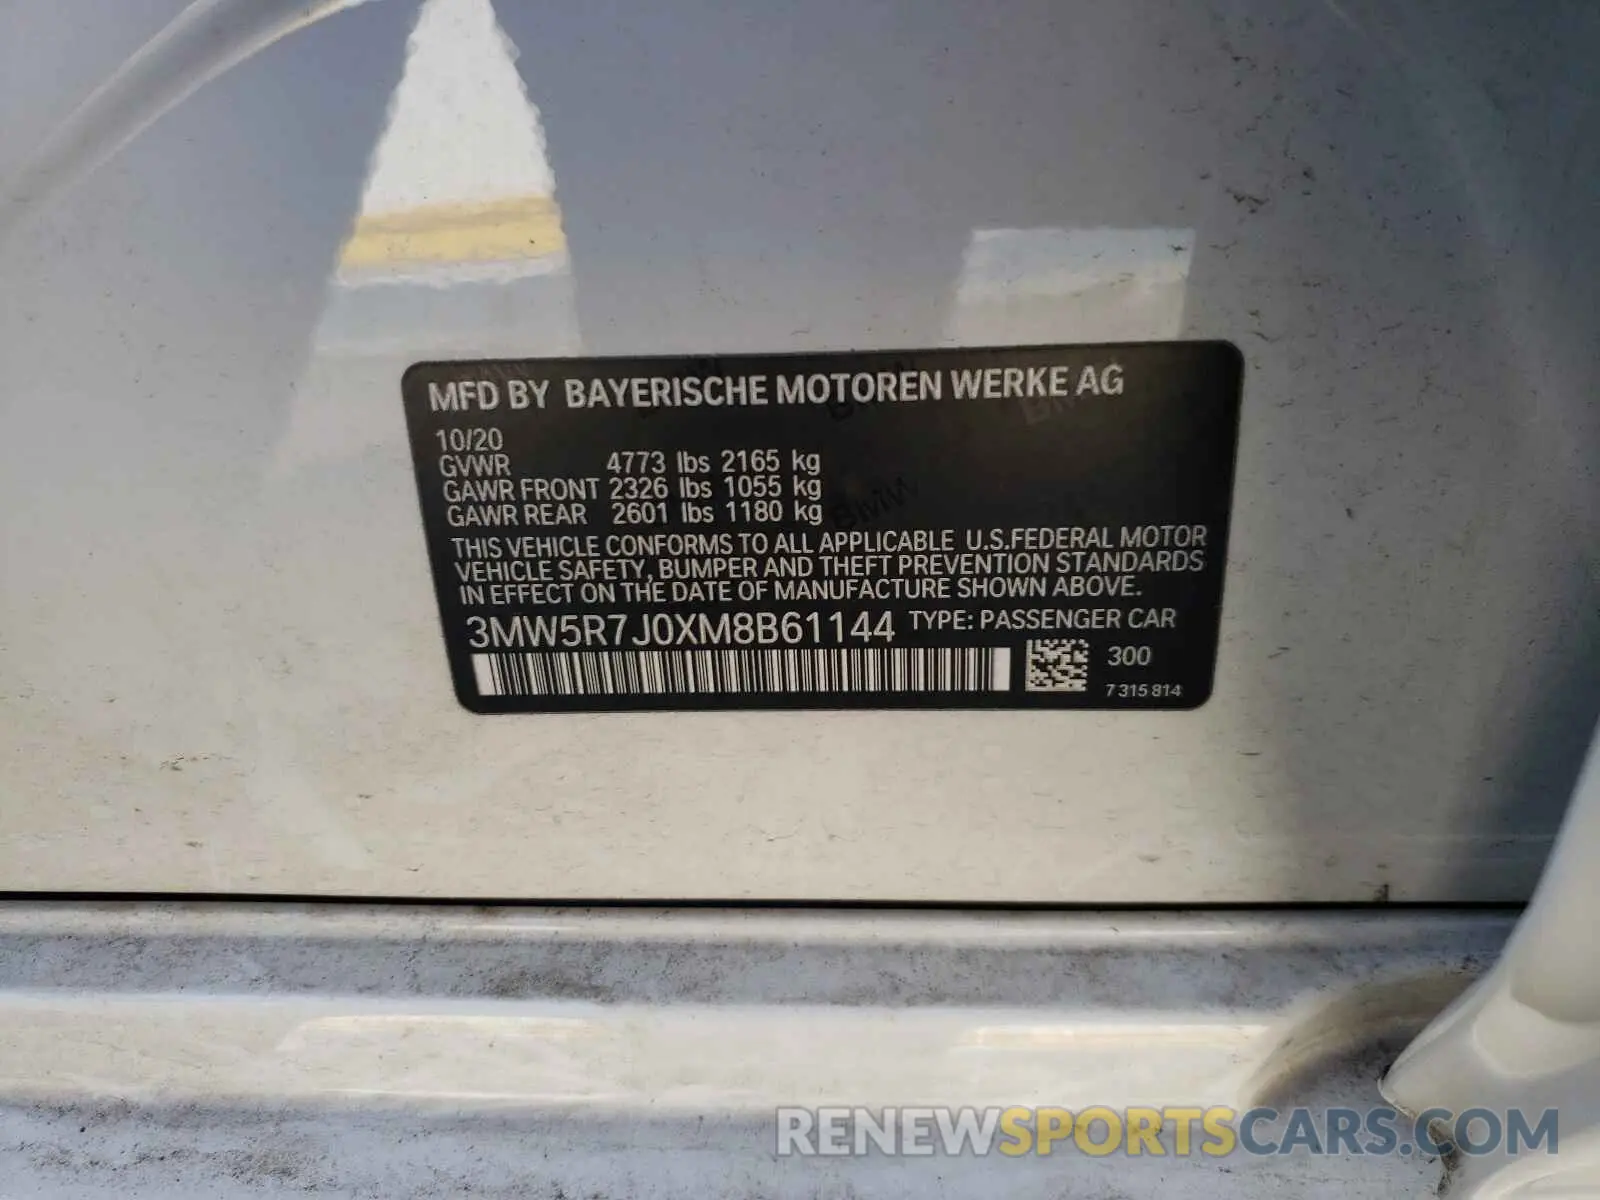 MFD BY BAYERISCHE MOTOREN WERKE AG
10/20
GVWR 4773 lbs 2165 kg
GAWR FRONT 2326 lbs 1055 kg
GAWR REAR 2601 lbs 1180 kg
THIS VEHICLE CONFORMS TO ALL APPLICABLE U.S.FEDERAL MOTOR
VEHICLE SAFETY, BUMPER AND THEFT PREVENTION STANDARDS
IN EFFECT ON THE DATE OF MANUFACTURE SHOWN ABOVE.
3MW5R7J0XM8B61144 TYPE: PASSENGER CAR
300
7 315 814
RENEWSPORTSCARS.COM